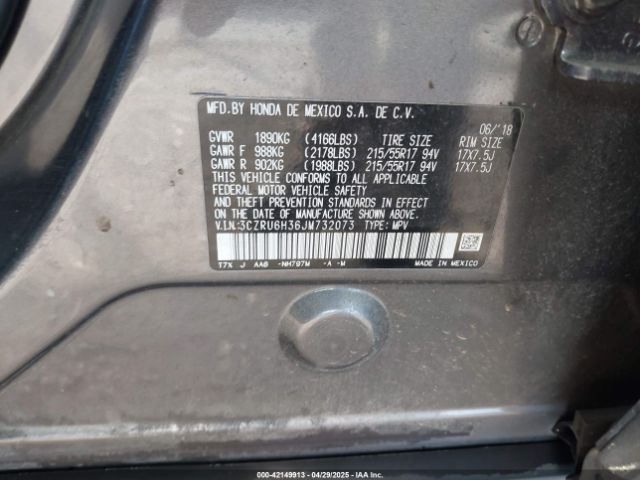 MFD.BY HONDA DE MEXICO S.A. DE C.V.
06/'18
GVWR 1890KG (4166LBS) TIRE SIZE RIM SIZE
GAWR F 988KG (2178LBS) 215/55R17 94V 17X7.5J
GAWR R 902KG (1988LBS) 215/55R17 94V 17X7.5J
THIS VEHICLE CONFORMS TO ALL APPLICABLE
FEDERAL MOTOR VEHICLE SAFETY
AND THEFT PREVENTION STANDARDS IN EFFECT
ON THE DATE OF MANUFACTURE SHOWN ABOVE.
V.I.N:3CZRU6H36JM732073 TYPE: MPV
T7X J AA6 -NH797M -A -M MADE IN MEXICO
000-42149913 04/29/2025 - IAAI.COM